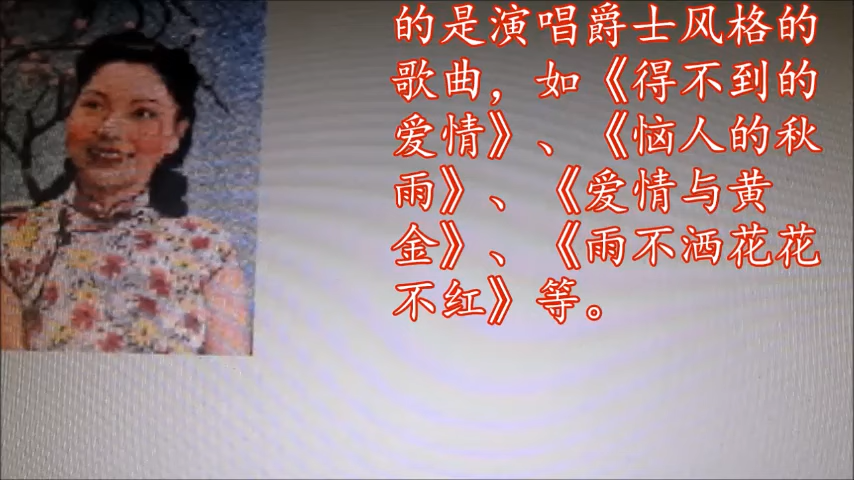 的是演唱爵士风格的
歌曲，如《得不到的
爱情》、《恼人的秋
雨》、《爱情与黄
金》、《雨不洒花花
不红》等。